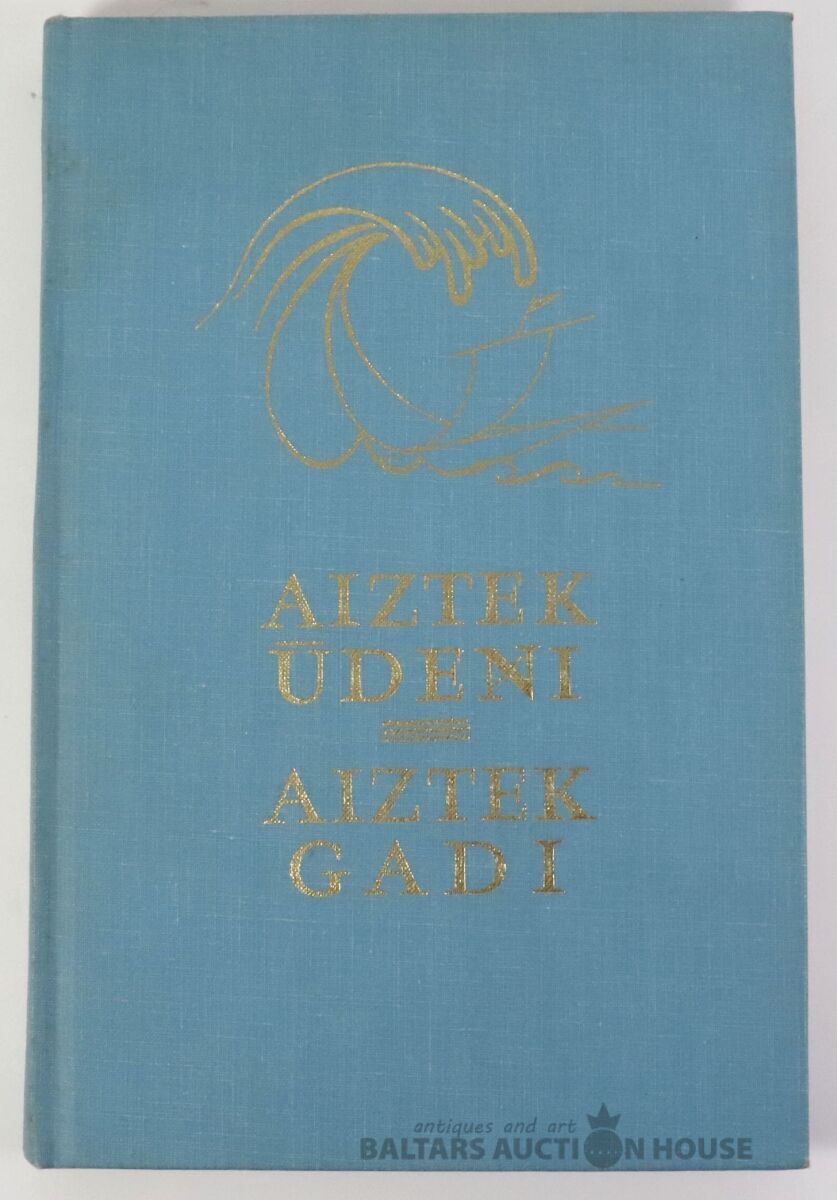 AIZTEK
ŪDEŅI
AIZTEK
GADI
antiques and art
BALTARS AUCTION HOUSE